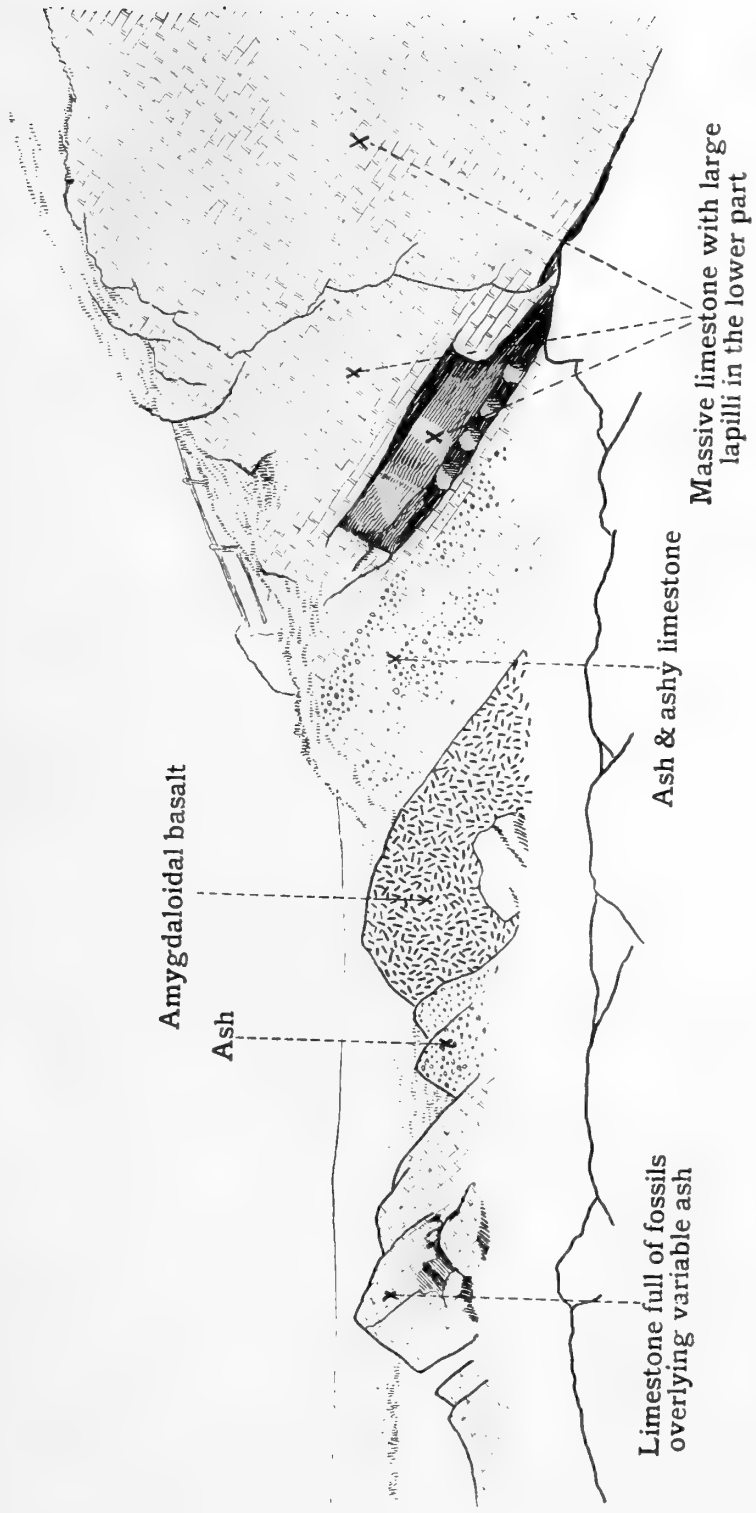 Amygdaloidal basalt
Ash
Limestone full of fossils
overlying variable ash
Ash & ashy limestone
Massive limestone with large
lapilli in the lower part